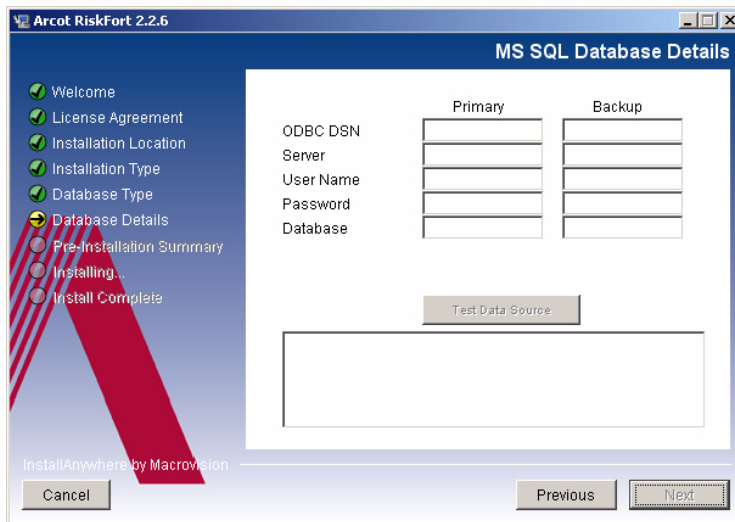 Arcot RiskFort 2.2.6
MS SQL Database Details
Welcome
License Agreement
Installation Location
Installation Type
Database Type
Database Details
Pre-Installation Summary
Installing...
Install Complete
Primary Backup
ODBC DSN
Server
User Name
Password
Database
Test Data Source
InstallAnywhere by Macrovision
Cancel Previous Next